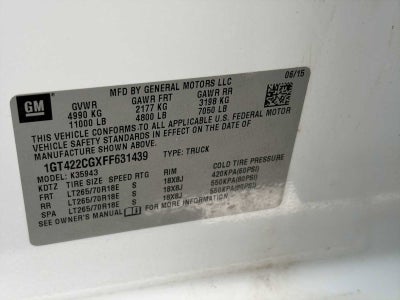 06/15
GM
MFD BY GENERAL MOTORS LLC
GVWR GAWR FRT GAWR RR
4990 KG 2177 KG 3198 KG
11000 LB 4800 LB 7050 LB
THIS VEHICLE CONFORMS TO ALL APPLICABLE U.S. FEDERAL MOTOR
VEHICLE SAFETY STANDARDS IN EFFECT ON THE DATE OF
MANUFACTURE SHOWN ABOVE.
1GT422CGXFF631439 TYPE: TRUCK
MODEL: K35943
KDTZ TIRE SIZE SPEED RTG RIM COLD TIRE PRESSURE
FRT LT265/70R18E S 18X8J 420KPA(60PSI)
RR LT265/70R18E S 18X8J 550KPA(80PSI)
SPA LT265/70R18E S 18X8J 550KPA(80PSI)
SEE OWNER'S MANUAL FOR MORE INFORMATION